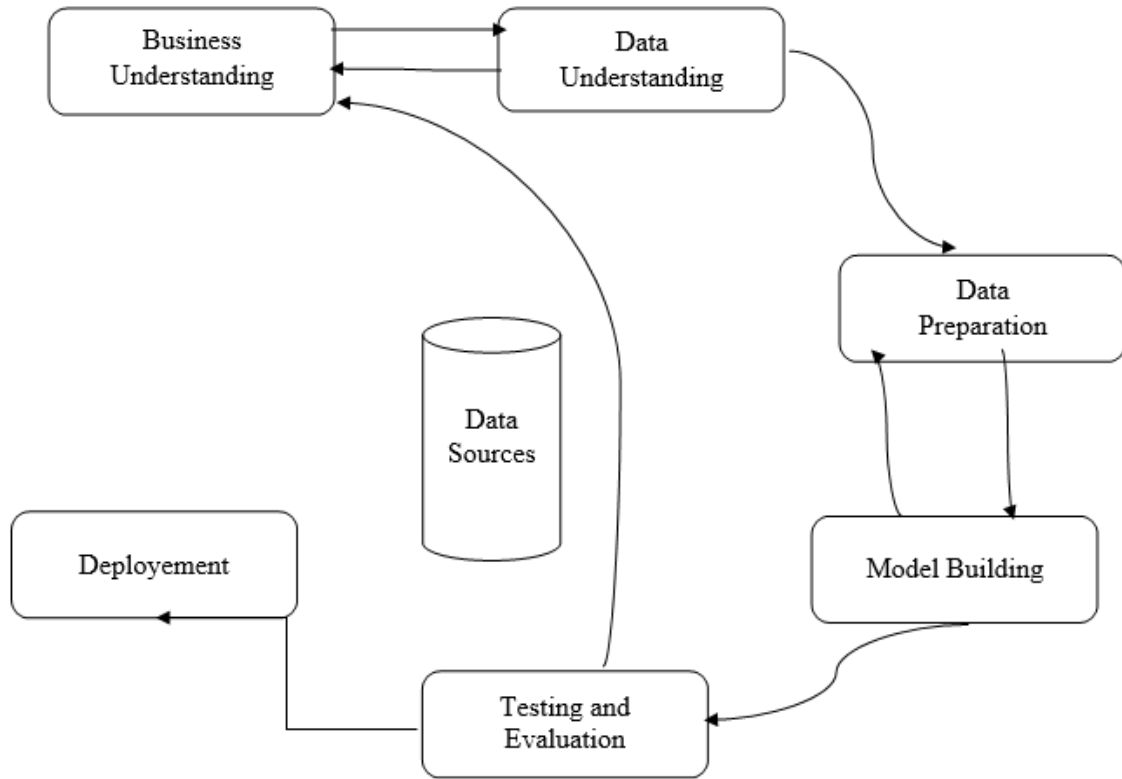 Business
Understanding
Data
Understanding
Data
Preparation
Data
Sources
Deployement
Model Building
Testing and
Evaluation